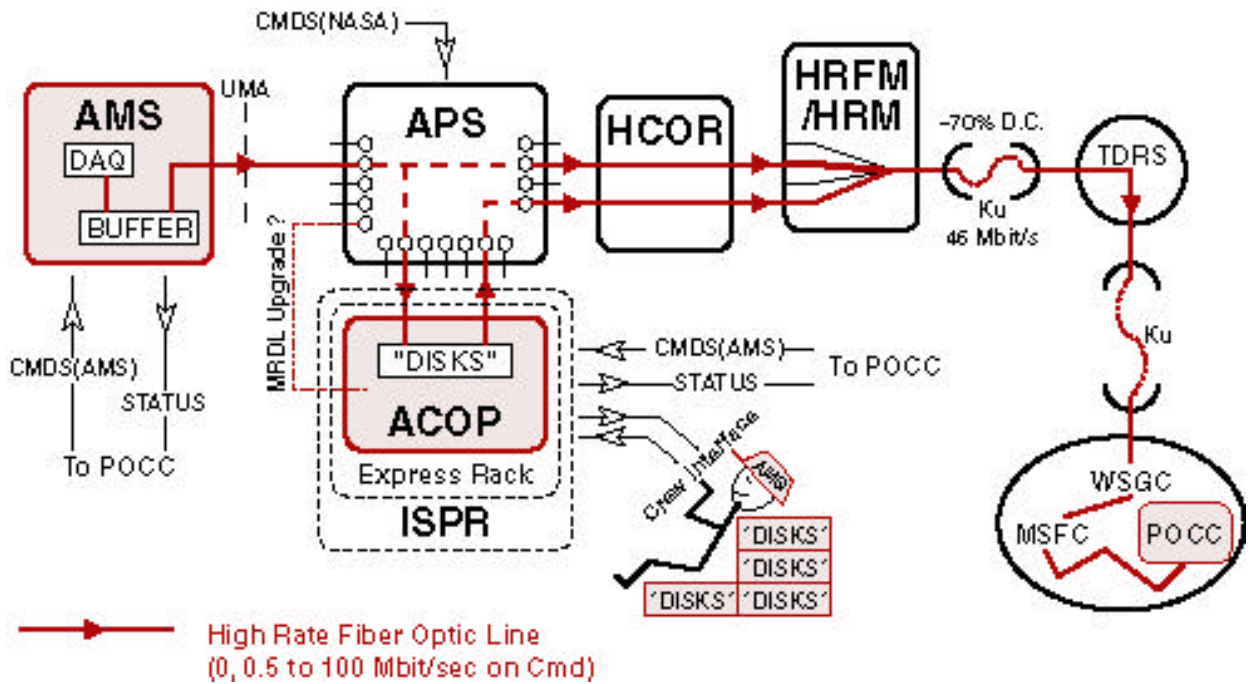 CMDS(NASA)
UMA
AMS
DAQ
BUFFER
APS
HCOR
HRFM
/HRM
~70% D.C.
Ku
46 Mbit/s
TDRS
MRDL Upgrade?
"DISKS"
ACOP
Express Rack
ISPR
CMDS(AMS)
STATUS
To POCC
CMDS(AMS)
STATUS
To POCC
Crew Interface
AMS
'DISKS'
'DISKS'
'DISKS' 'DISKS'
Ku
WSGC
MSFC
POCC
High Rate Fiber Optic Line
(0, 0.5 to 100 Mbit/sec on Cmd)